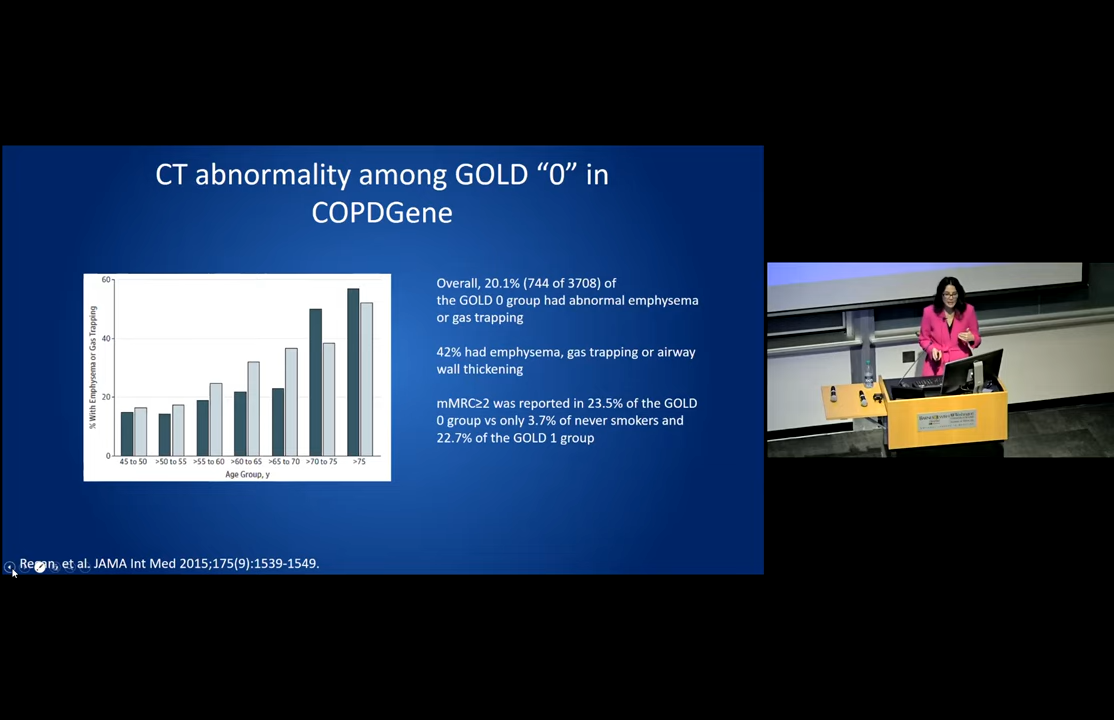 CT abnormality among GOLD “0” in
COPDGene
% With Emphysema or Gas Trapping
60
40
20
0
45 to 50 >50 to 55 >55 to 60 >60 to 65 >65 to 70 >70 to 75 >75
Age Group, y
Overall, 20.1% (744 of 3708) of
the GOLD 0 group had abnormal emphysema
or gas trapping
42% had emphysema, gas trapping or airway
wall thickening
mMRC≥2 was reported in 23.5% of the GOLD
0 group vs only 3.7% of never smokers and
22.7% of the GOLD 1 group
et al. JAMA Int Med 2015;175(9):1539-1549.